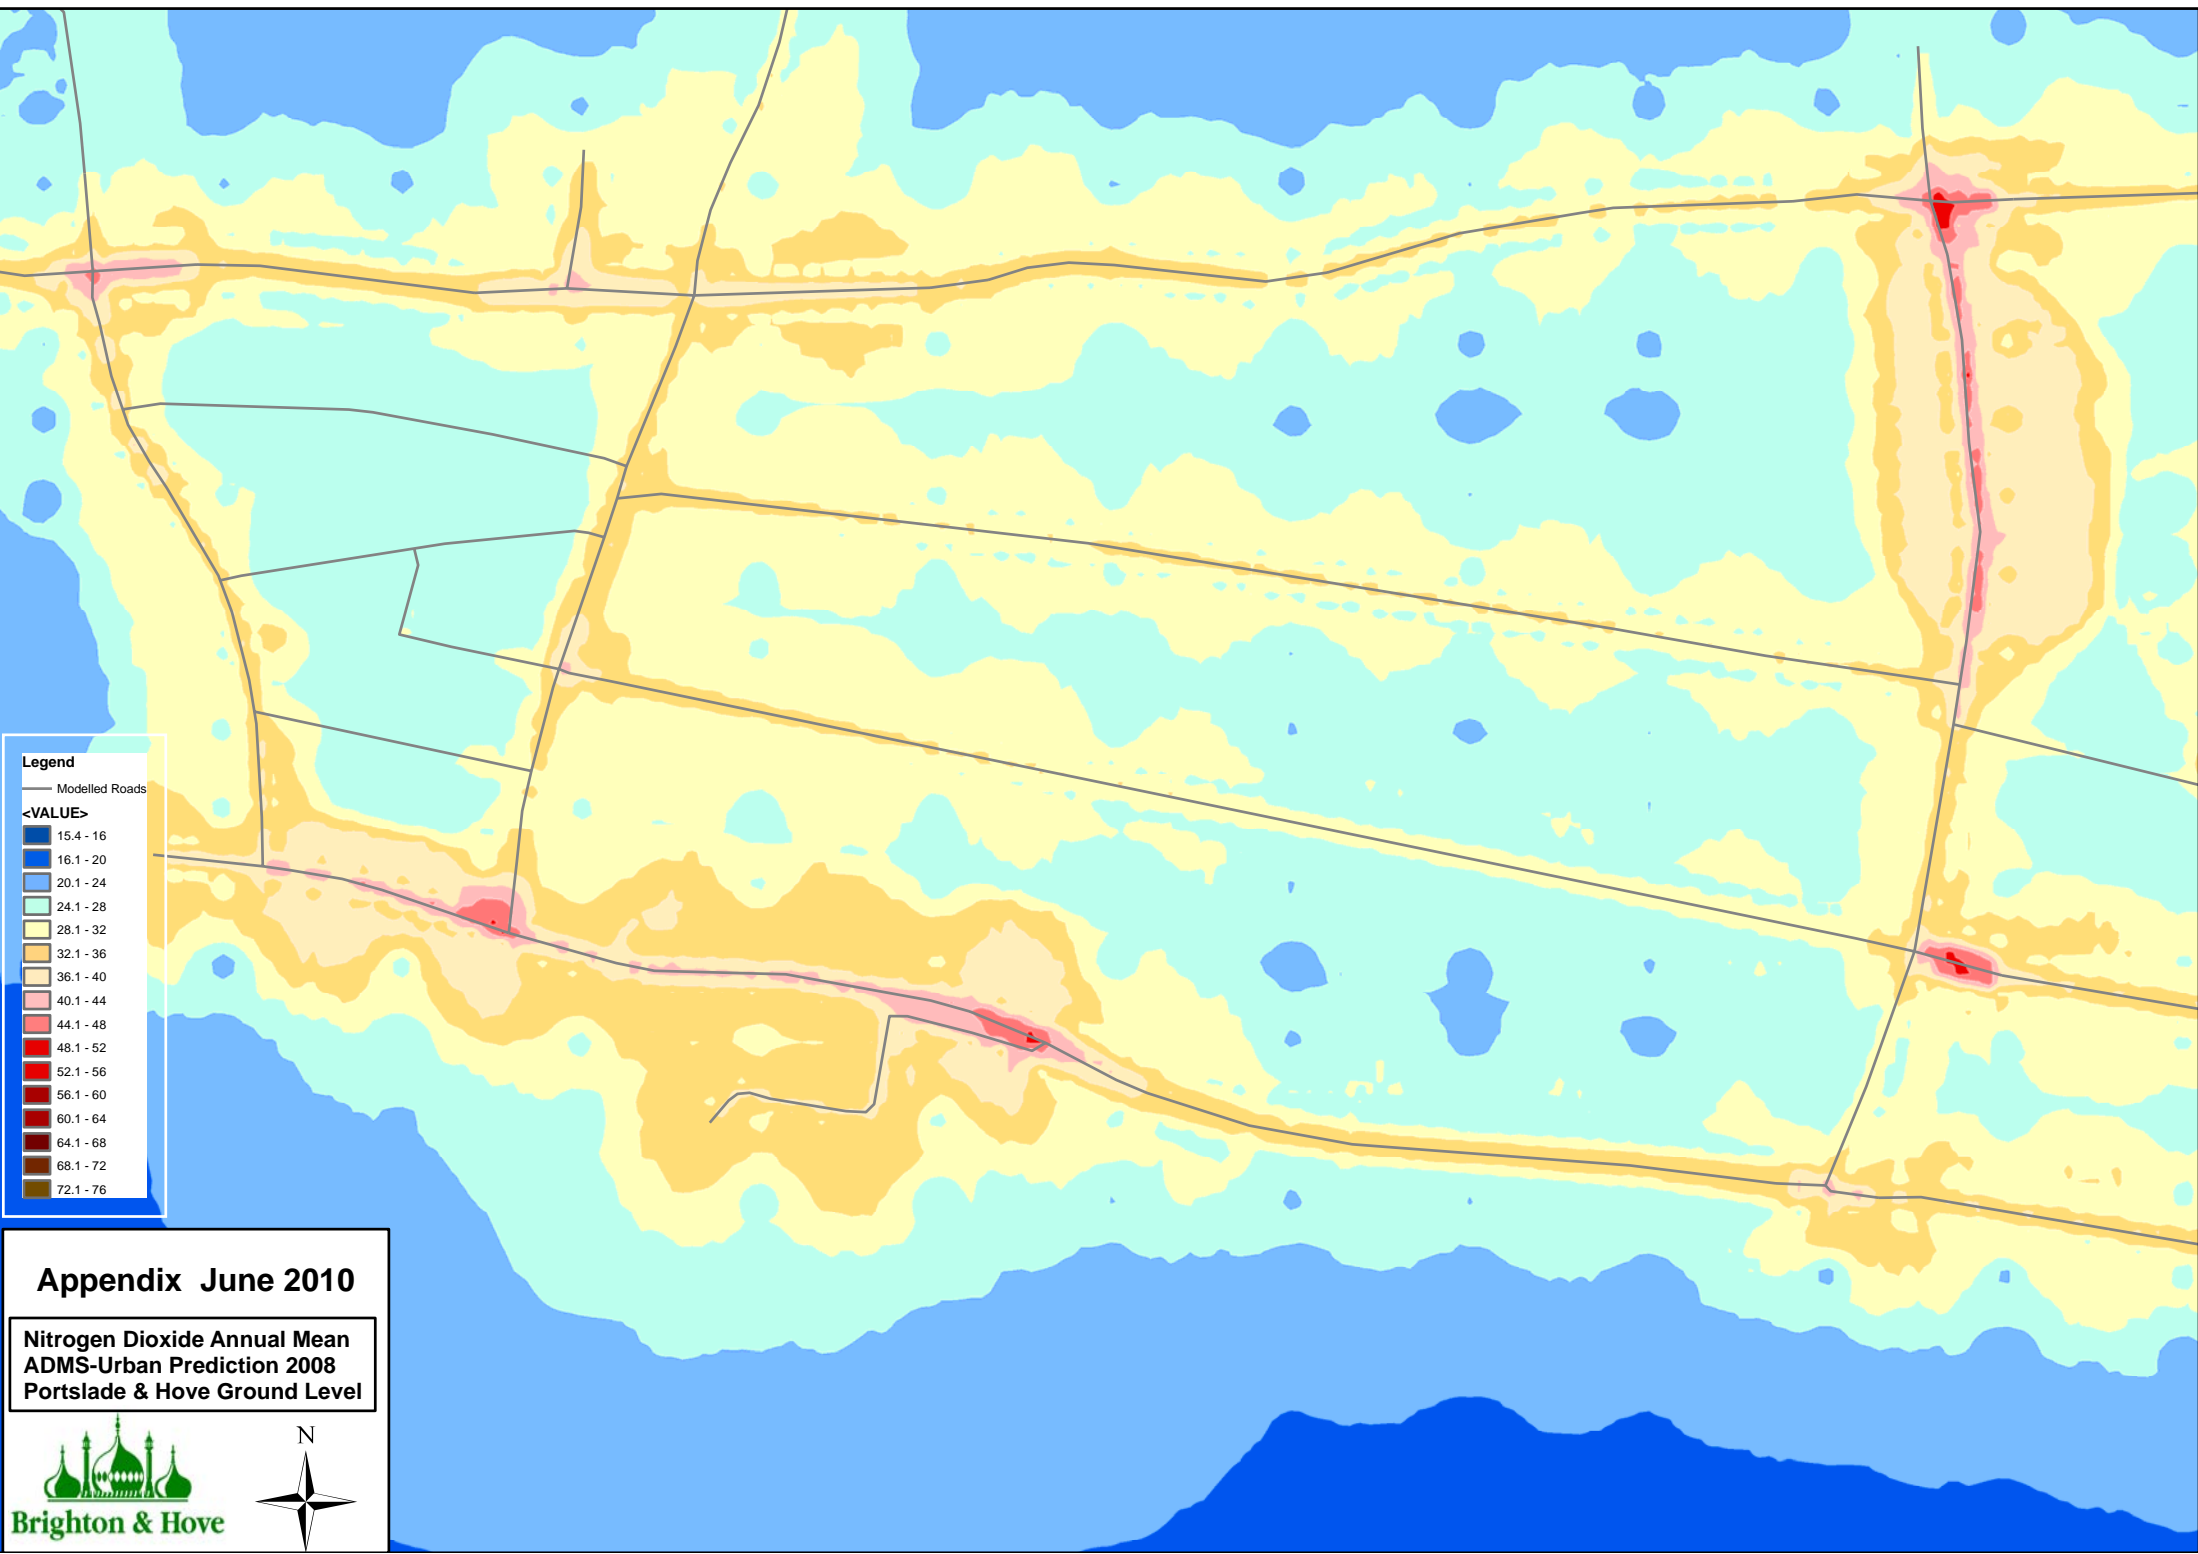 Legend
Modelled Roads
<VALUE>
15.4 - 16
16.1 - 20
20.1 - 24
24.1 - 28
28.1 - 32
32.1 - 36
36.1 - 40
40.1 - 44
44.1 - 48
48.1 - 52
52.1 - 56
56.1 - 60
60.1 - 64
64.1 - 68
68.1 - 72
72.1 - 76
Appendix June 2010
Nitrogen Dioxide Annual Mean
ADMS-Urban Prediction 2008
Portslade & Hove Ground Level
N
Brighton & Hove